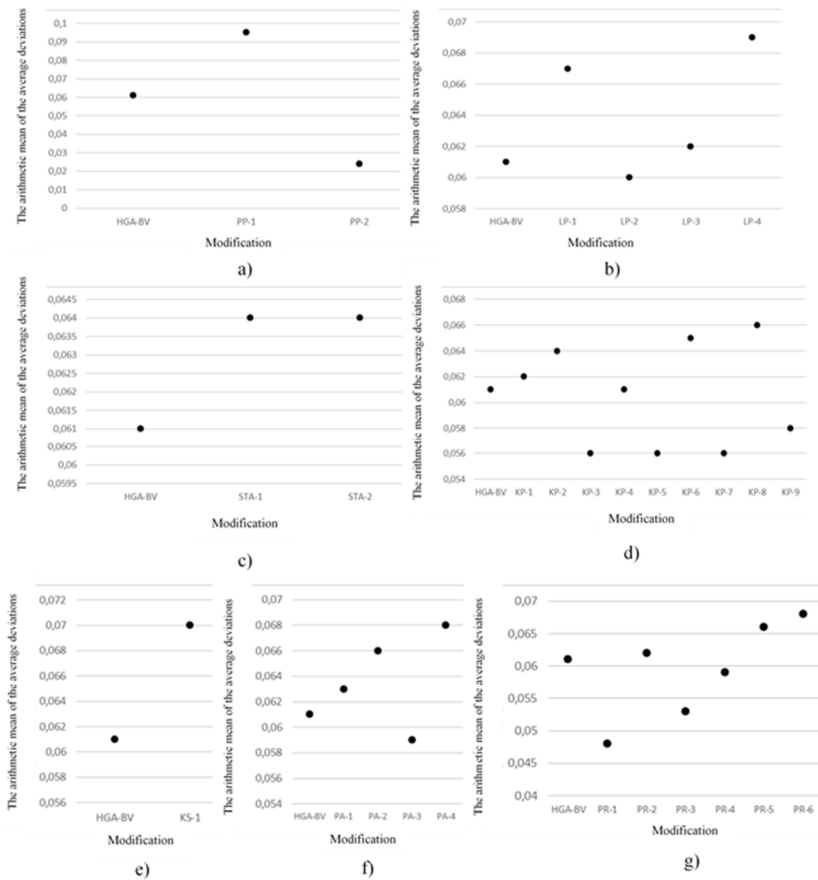 The arithmetic mean of the average deviations
0,1
0,09
0,08
0,07
0,06
0,05
0,04
0,03
0,02
0,01
0
HGA-BV PP-1 PP-2
Modification
a)
The arithmetic mean of the average deviations
0,07
0,068
0,066
0,064
0,062
0,06
0,058
HGA-BV LP-1 LP-2 LP-3 LP-4
Modification
b)
The arithmetic mean of the average deviations
0,0645
0,064
0,0635
0,063
0,0625
0,062
0,0615
0,061
0,0605
0,06
0,0595
HGA-BV STA-1 STA-2
Modification
c)
The arithmetic mean of the average deviations
0,068
0,066
0,064
0,062
0,06
0,058
0,056
0,054
HGA-BV KP-1 KP-2 KP-3 KP-4 KP-5 KP-6 KP-7 KP-8 KP-9
Modification
d)
The arithmetic mean of the average deviations
0,072
0,07
0,068
0,066
0,064
0,062
0,06
0,058
0,056
HGA-BV KS-1
Modification
e)
The arithmetic mean of the average deviations
0,07
0,068
0,066
0,064
0,062
0,06
0,058
0,056
0,054
HGA-BV PA-1 PA-2 PA-3 PA-4
Modification
f)
The arithmetic mean of the average deviations
0,07
0,065
0,06
0,055
0,05
0,045
0,04
HGA-BV PR-1 PR-2 PR-3 PR-4 PR-5 PR-6
Modification
g)